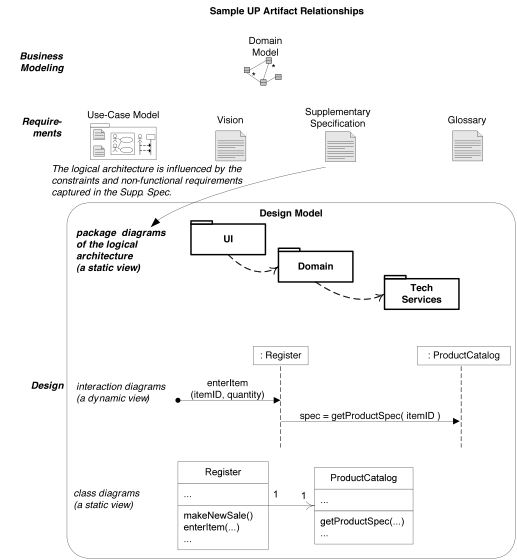 Sample UP Artifact Relationships
Domain
Model
*
*
Business
Modeling
Require-
ments
Use-Case Model
Vision
Supplementary
Specification
Glossary
The logical architecture is influenced by the
constraints and non-functional requirements
captured in the Supp. Spec.
Design Model
package diagrams
of the logical
architecture
(a static view)
UI
Domain
Tech
Services
: Register
: ProductCatalog
Design
interaction diagrams
(a dynamic view)
enterItem
(itemID, quantity)
spec = getProductSpec( itemID )
class diagrams
(a static view)
Register
...
makeNewSale()
enterItem(...)
...
1
1
ProductCatalog
...
getProductSpec(...)
...